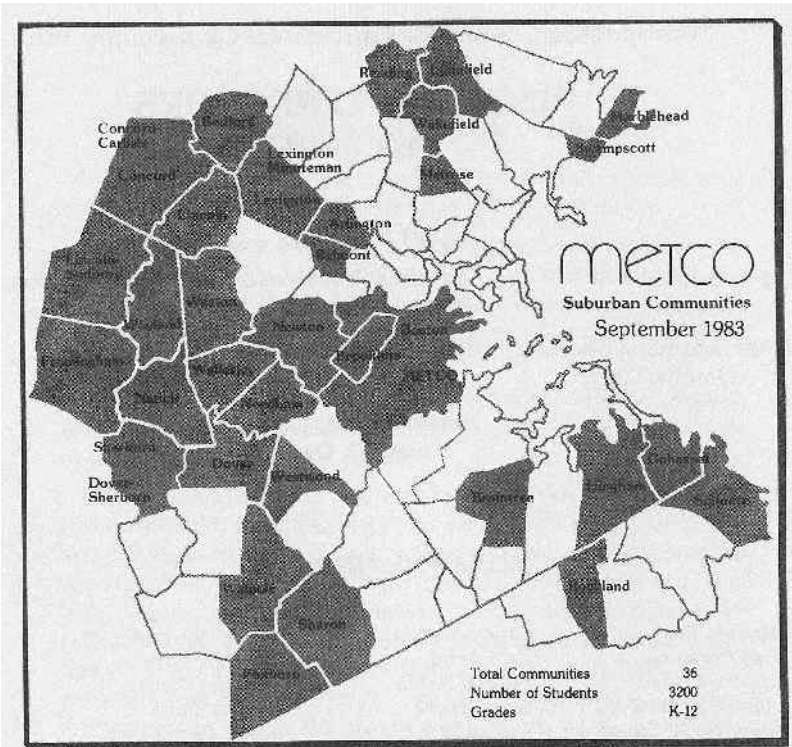 Reading
Lynnfield
Wakefield
Marblehead
Swampscott
Melrose
Bedford
Concord
Carlisle
Concord
Lexington
Minuteman
Lexington
Lincoln
Arlington
Belmont
Lincoln
Sudbury
Weston
Wayland
Newton
Boston
Brookline
METCO
Framingham
Wellesley
Natick
Needham
Sherborn
Dover
Dover
Sherborn
Westwood
Braintree
Hingham
Cohasset
Scituate
Rockland
Walpole
Sharon
Foxboro
METCO
Suburban Communities
September 1983
Total Communities 36
Number of Students 3200
Grades K-12